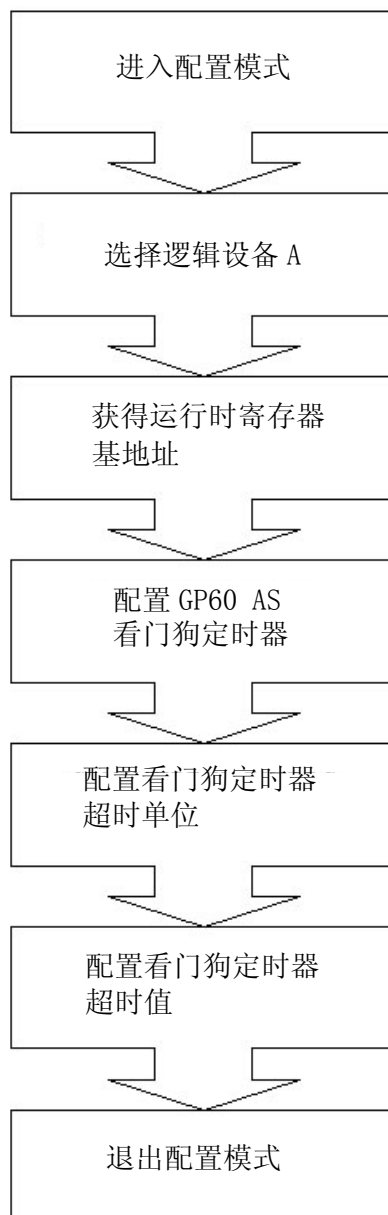 进入配置模式
选择逻辑设备 A
获得运行时寄存器
基地址
配置 GP60 AS
看门狗定时器
配置看门狗定时器
超时单位
配置看门狗定时器
超时值
退出配置模式